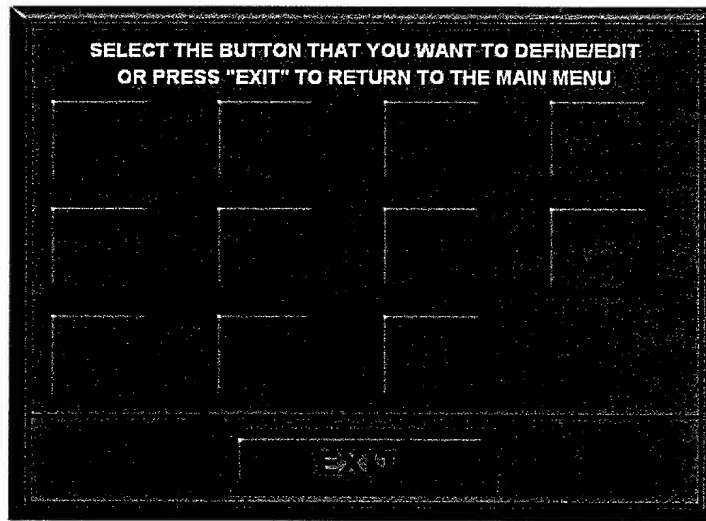 SELECT THE BUTTON THAT YOU WANT TO DEFINE/EDIT
OR PRESS "EXIT" TO RETURN TO THE MAIN MENU
EXIT